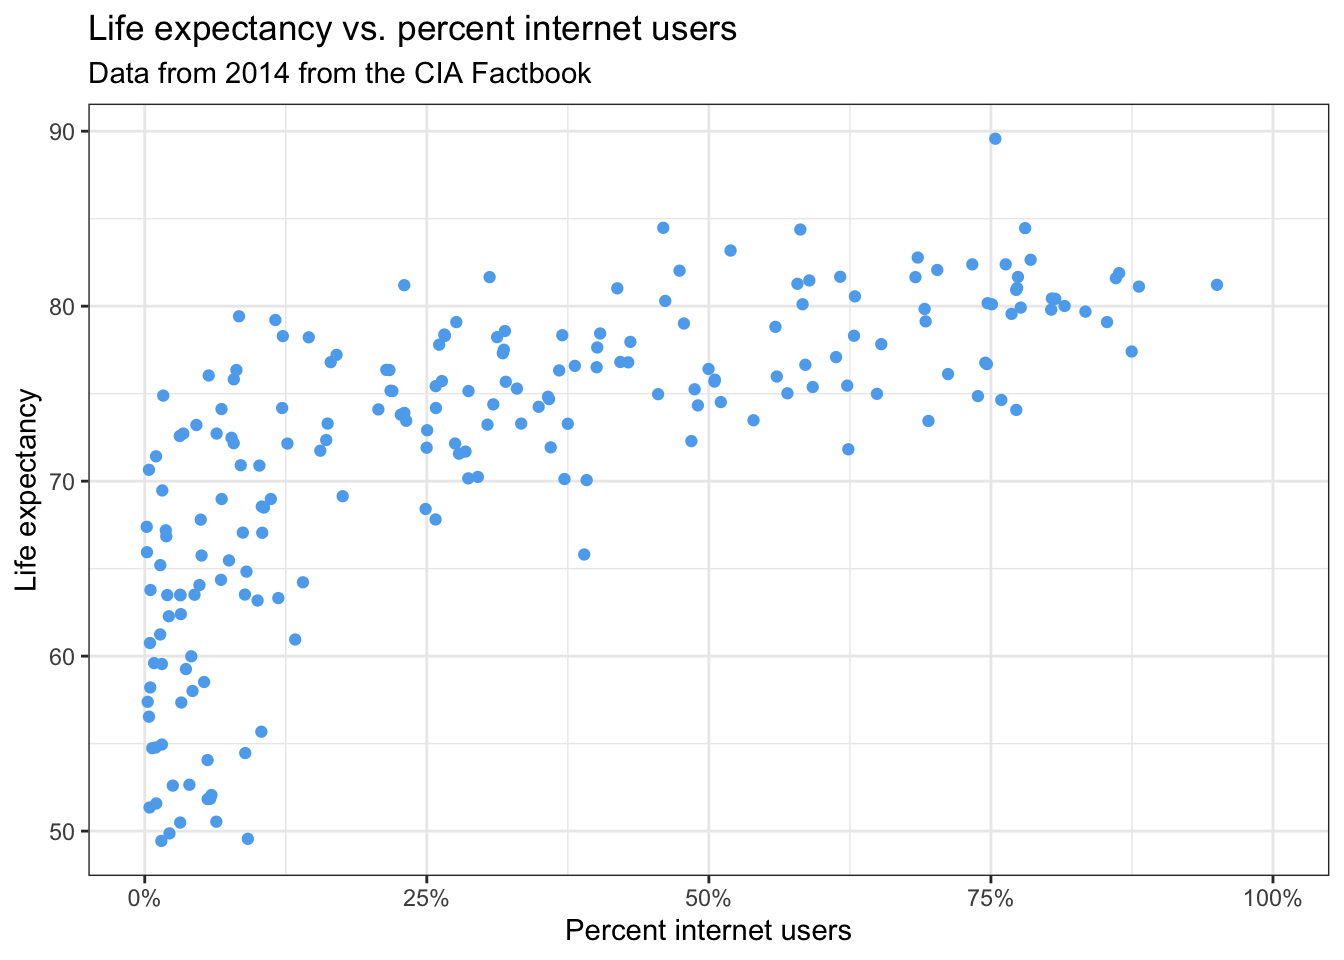 Life expectancy vs. percent internet users
Data from 2014 from the CIA Factbook
90
80
70
60
50
Life expectancy
0%
25%
50%
75%
100%
Percent internet users